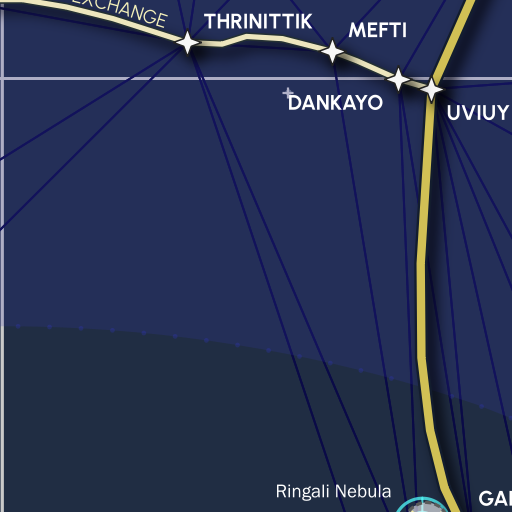 EXCHANGE
THRINITTIK
MEFTI
DANKAYO
UVIUY
Ringali Nebula